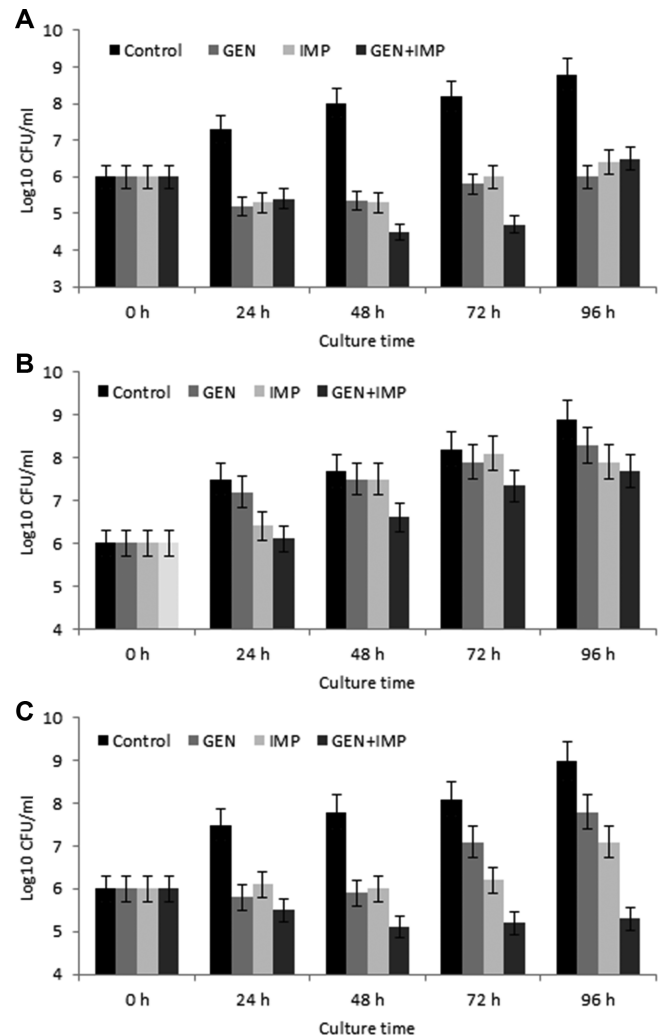 A
10
Control GEN IMP GEN+IMP
9
8
7
6
5
4
3
Log10 CFU/ml
0 h 24 h 48 h 72 h 96 h
Culture time
B
10
Control GEN IMP GEN+IMP
9
8
7
6
5
4
Log10 CFU/ml
0 h 24 h 48 h 72 h 96 h
Culture time
C
10
Control GEN IMP GEN+IMP
9
8
7
6
5
4
Log10 CFU/ml
0 h 24 h 48 h 72 h 96 h
Culture time